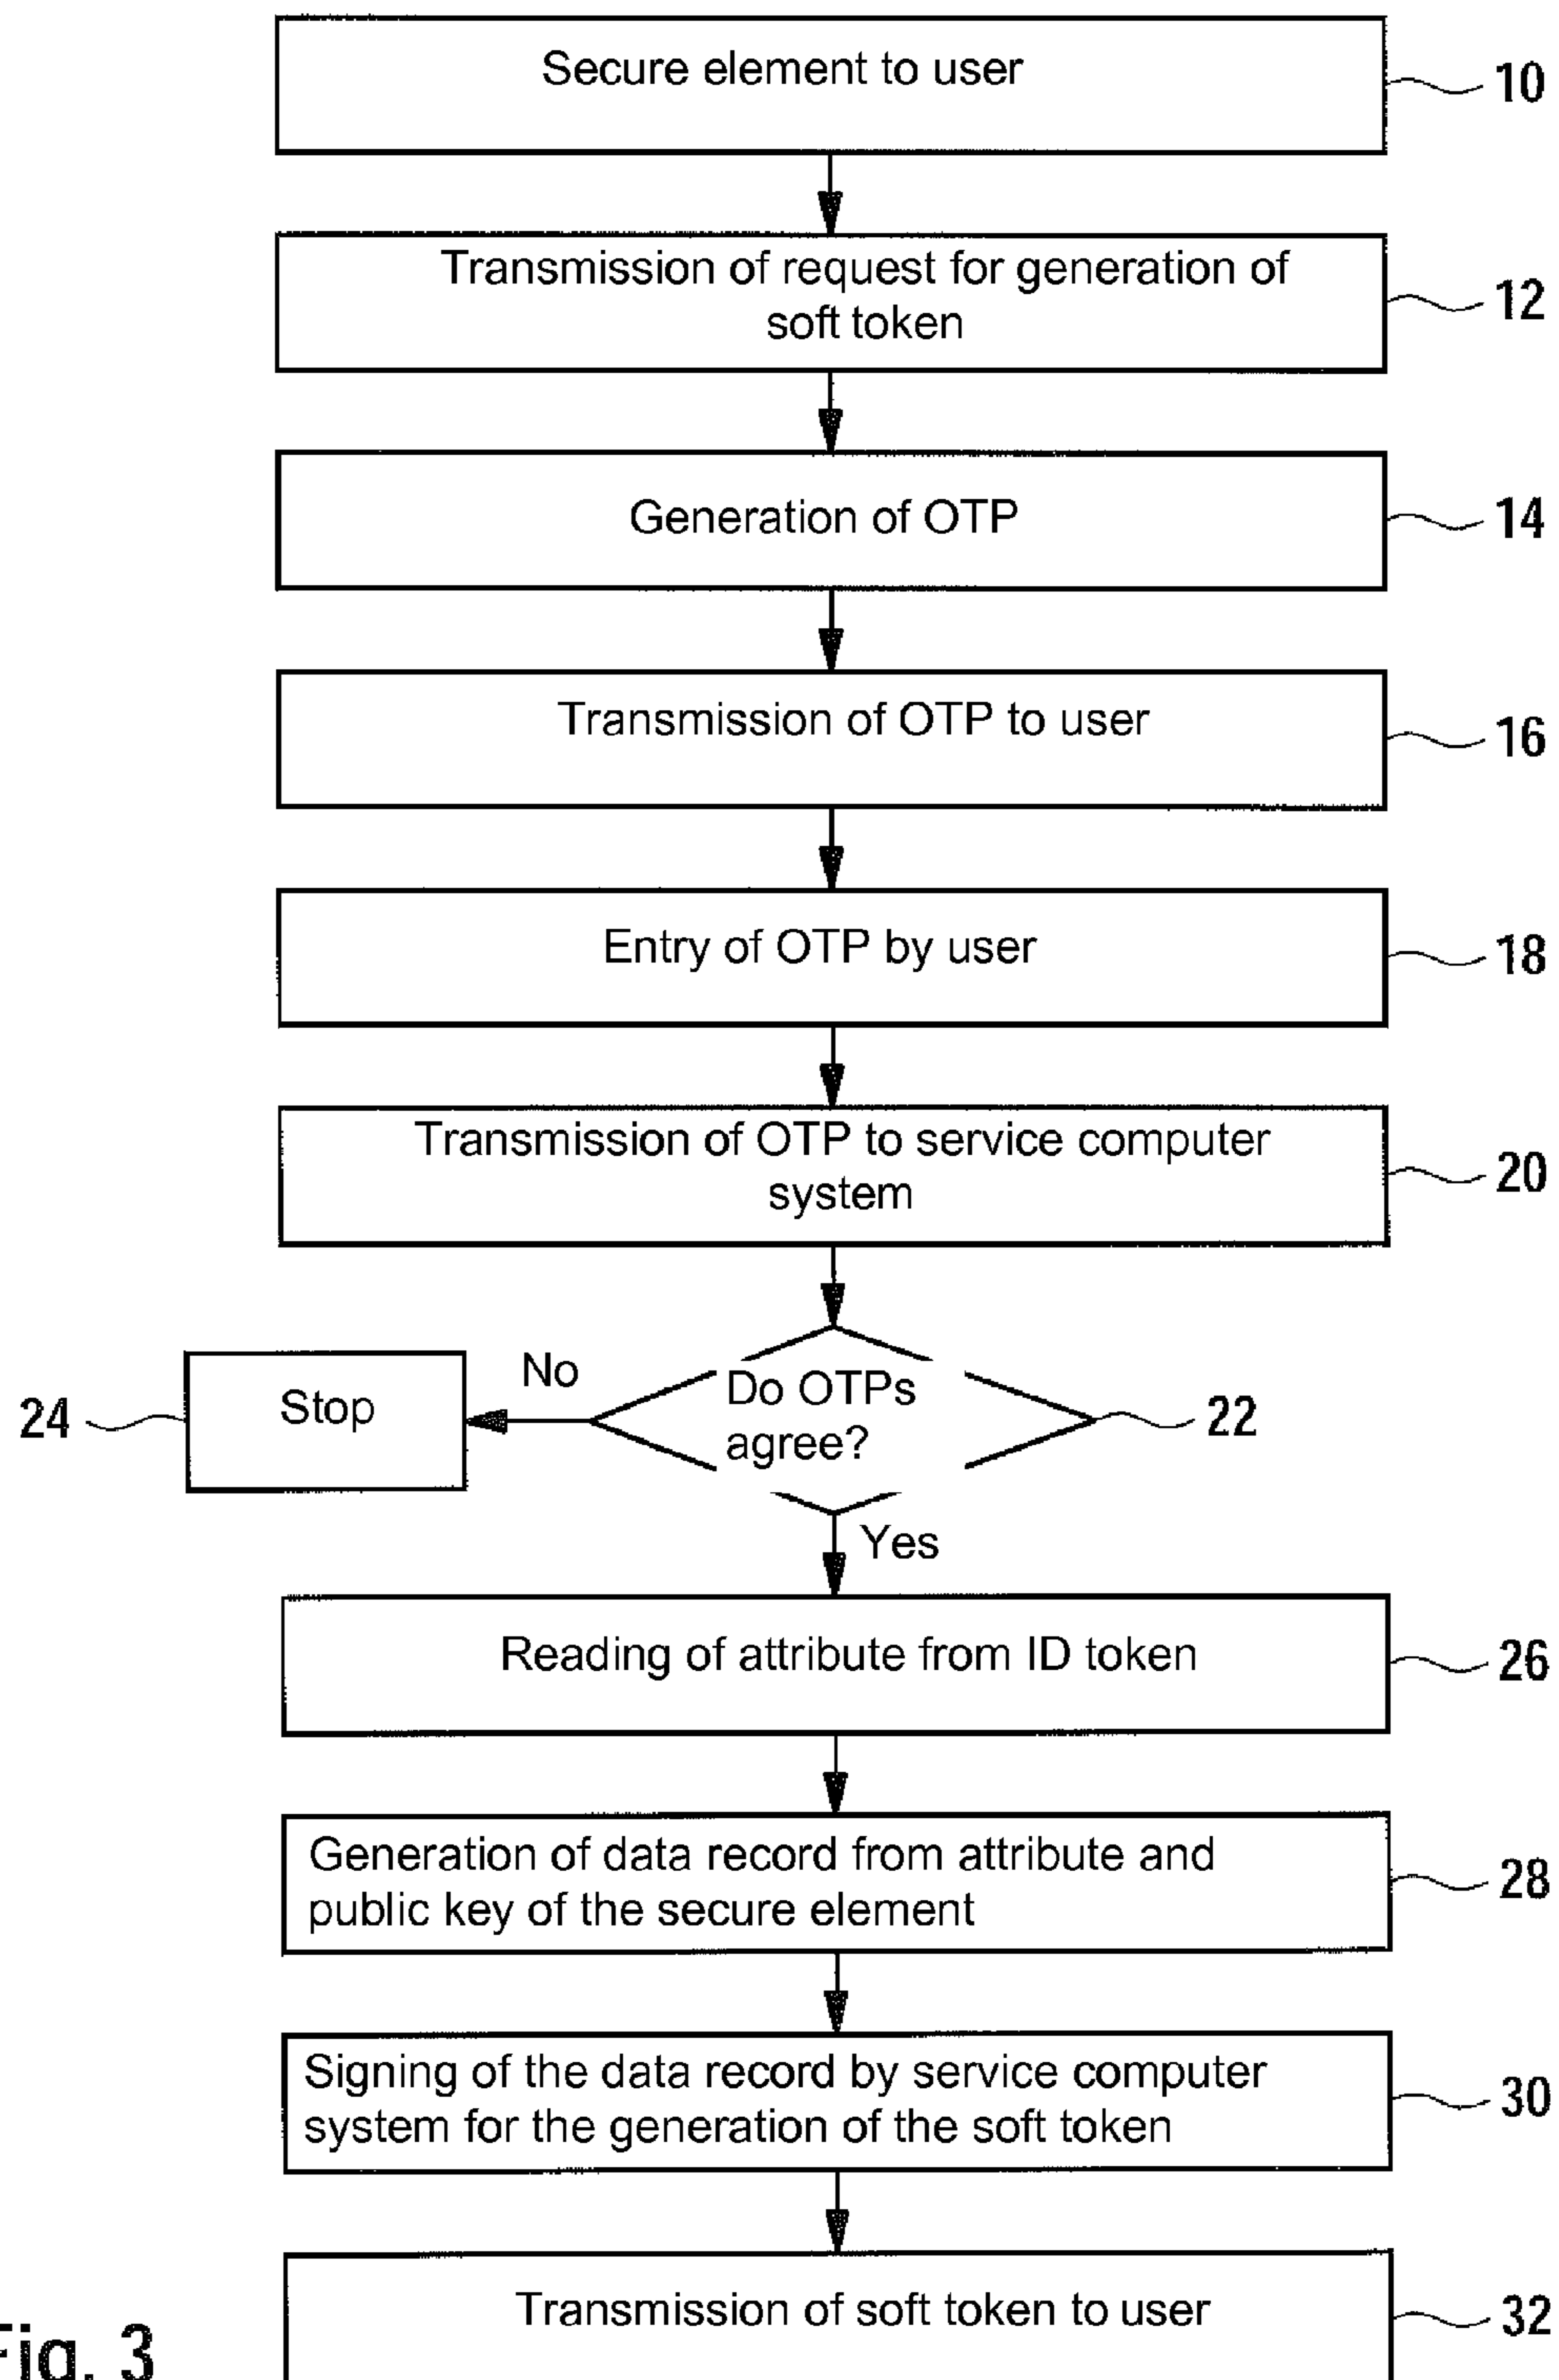 Secure element to user
10
Transmission of request for generation of
soft token
12
Generation of OTP
14
Transmission of OTP to user
16
Entry of OTP by user
18
Transmission of OTP to service computer
system
20
Do OTPs
agree?
22
No
Stop
24
Yes
Reading of attribute from ID token
26
Generation of data record from attribute and
public key of the secure element
28
Signing of the data record by service computer
system for the generation of the soft token
30
Transmission of soft token to user
32
Fig. 3